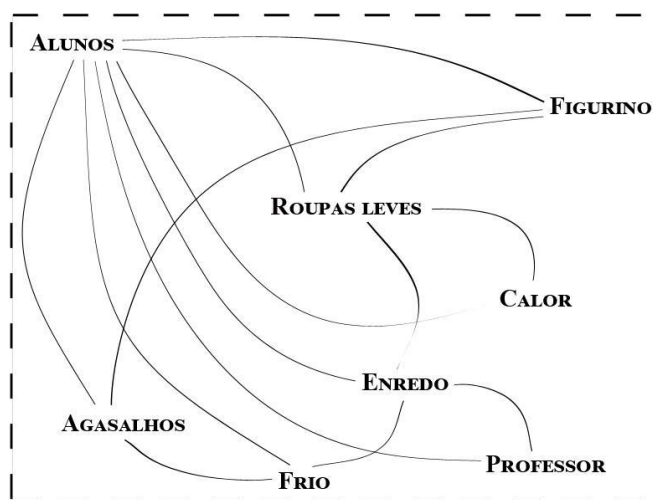 ALUNOS
FIGURINO
ROUPAS LEVES
CALOR
ENREDO
AGASALHOS
PROFESSOR
FRIO